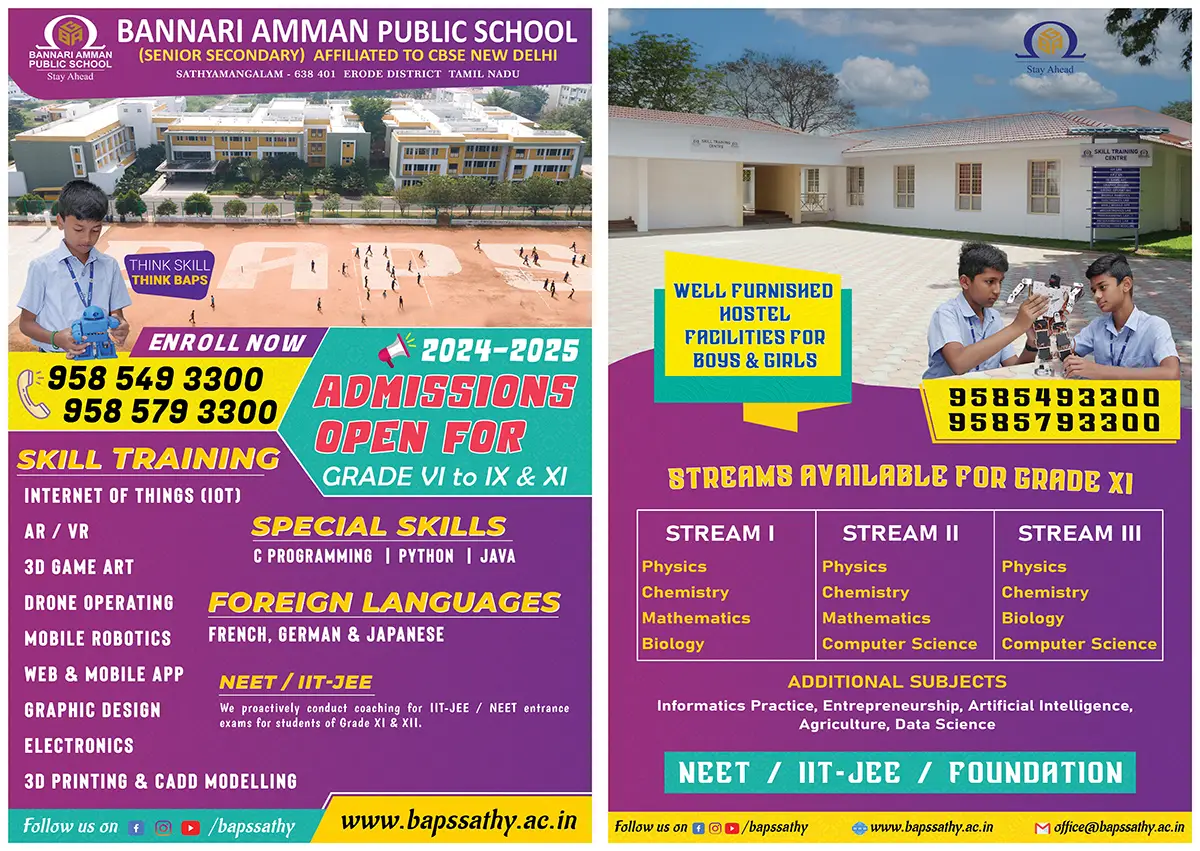 BANNARI AMMAN
PUBLIC SCHOOL
Stay Ahead
BANNARI AMMAN PUBLIC SCHOOL
(SENIOR SECONDARY) AFFILIATED TO CBSE NEW DELHI
SATHYAMANGALAM - 638 401 ERODE DISTRICT TAMIL NADU
BAPS
THINK SKILL
THINK BAPS
ENROLL NOW
958 549 3300
958 579 3300
2024-2025
ADMISSIONS
OPEN FOR
GRADE VI to IX & XI
SKILL TRAINING
INTERNET OF THINGS (IOT)
AR / VR
3D GAME ART
DRONE OPERATING
MOBILE ROBOTICS
WEB & MOBILE APP
GRAPHIC DESIGN
ELECTRONICS
3D PRINTING & CADD MODELLING
SPECIAL SKILLS
C PROGRAMMING | PYTHON | JAVA
FOREIGN LANGUAGES
FRENCH, GERMAN & JAPANESE
NEET / IIT-JEE
We proactively conduct coaching for IIT-JEE / NEET entrance
exams for students of Grade XI & XII.
Follow us on /bapssathy
www.bapssathy.ac.in
Stay Ahead
SKILL TRAINING
CENTRE
SKILL TRAINING
CENTRE
WELL FURNISHED
HOSTEL
FACILITIES FOR
BOYS & GIRLS
9585493300
9585793300
STREAMS AVAILABLE FOR GRADE XI
STREAM I
Physics
Chemistry
Mathematics
Biology
STREAM II
Physics
Chemistry
Mathematics
Computer Science
STREAM III
Physics
Chemistry
Biology
Computer Science
ADDITIONAL SUBJECTS
Informatics Practice, Entrepreneurship, Artificial Intelligence,
Agriculture, Data Science
NEET / IIT-JEE / FOUNDATION
Follow us on /bapssathy www.bapssathy.ac.in office@bapssathy.ac.in